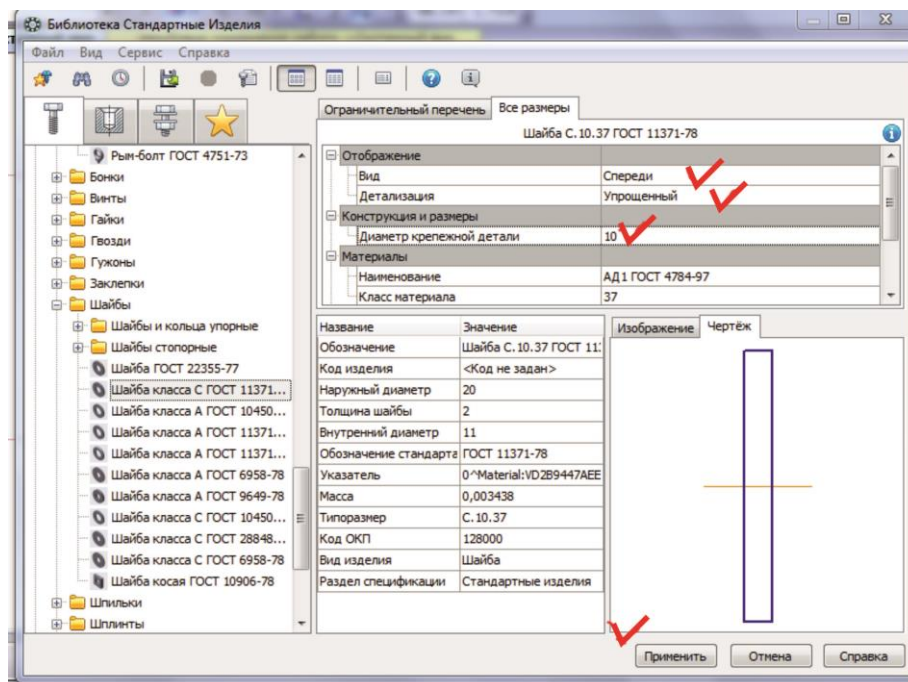 Библиотека Стандартные Изделия
Файл Вид Сервис Справка
Рым-болт ГОСТ 4751-73
Бонки
Винты
Гайки
Гвозди
Гужоны
Заклепки
Шайбы
Шайбы и кольца упорные
Шайбы стопорные
Шайба ГОСТ 22355-77
Шайба класса С ГОСТ 11371...
Шайба класса А ГОСТ 10450...
Шайба класса А ГОСТ 11371...
Шайба класса А ГОСТ 11371...
Шайба класса А ГОСТ 6958-78
Шайба класса А ГОСТ 9649-78
Шайба класса С ГОСТ 10450...
Шайба класса С ГОСТ 28848...
Шайба класса С ГОСТ 6958-78
Шайба косая ГОСТ 10906-78
Шпильки
Шплинты
Ограничительный перечень Все размеры
Шайба С.10.37 ГОСТ 11371-78
Отображение
Вид Спереди
Детализация Упрощенный
Конструкция и размеры
Диаметр крепежной детали 10
Материалы
Наименование АД1 ГОСТ 4784-97
Класс материала 37
Название Значение
Обозначение Шайба С.10.37 ГОСТ 11
Код изделия <Код не задан>
Наружный диаметр 20
Толщина шайбы 2
Внутренний диаметр 11
Обозначение стандарта ГОСТ 11371-78
Указатель 0^Material:VD2B9447AEE
Масса 0,003438
Типоразмер С.10.37
Код ОКП 128000
Вид изделия Шайба
Раздел спецификации Стандартные изделия
Изображение Чертёж
Применить Отмена Справка